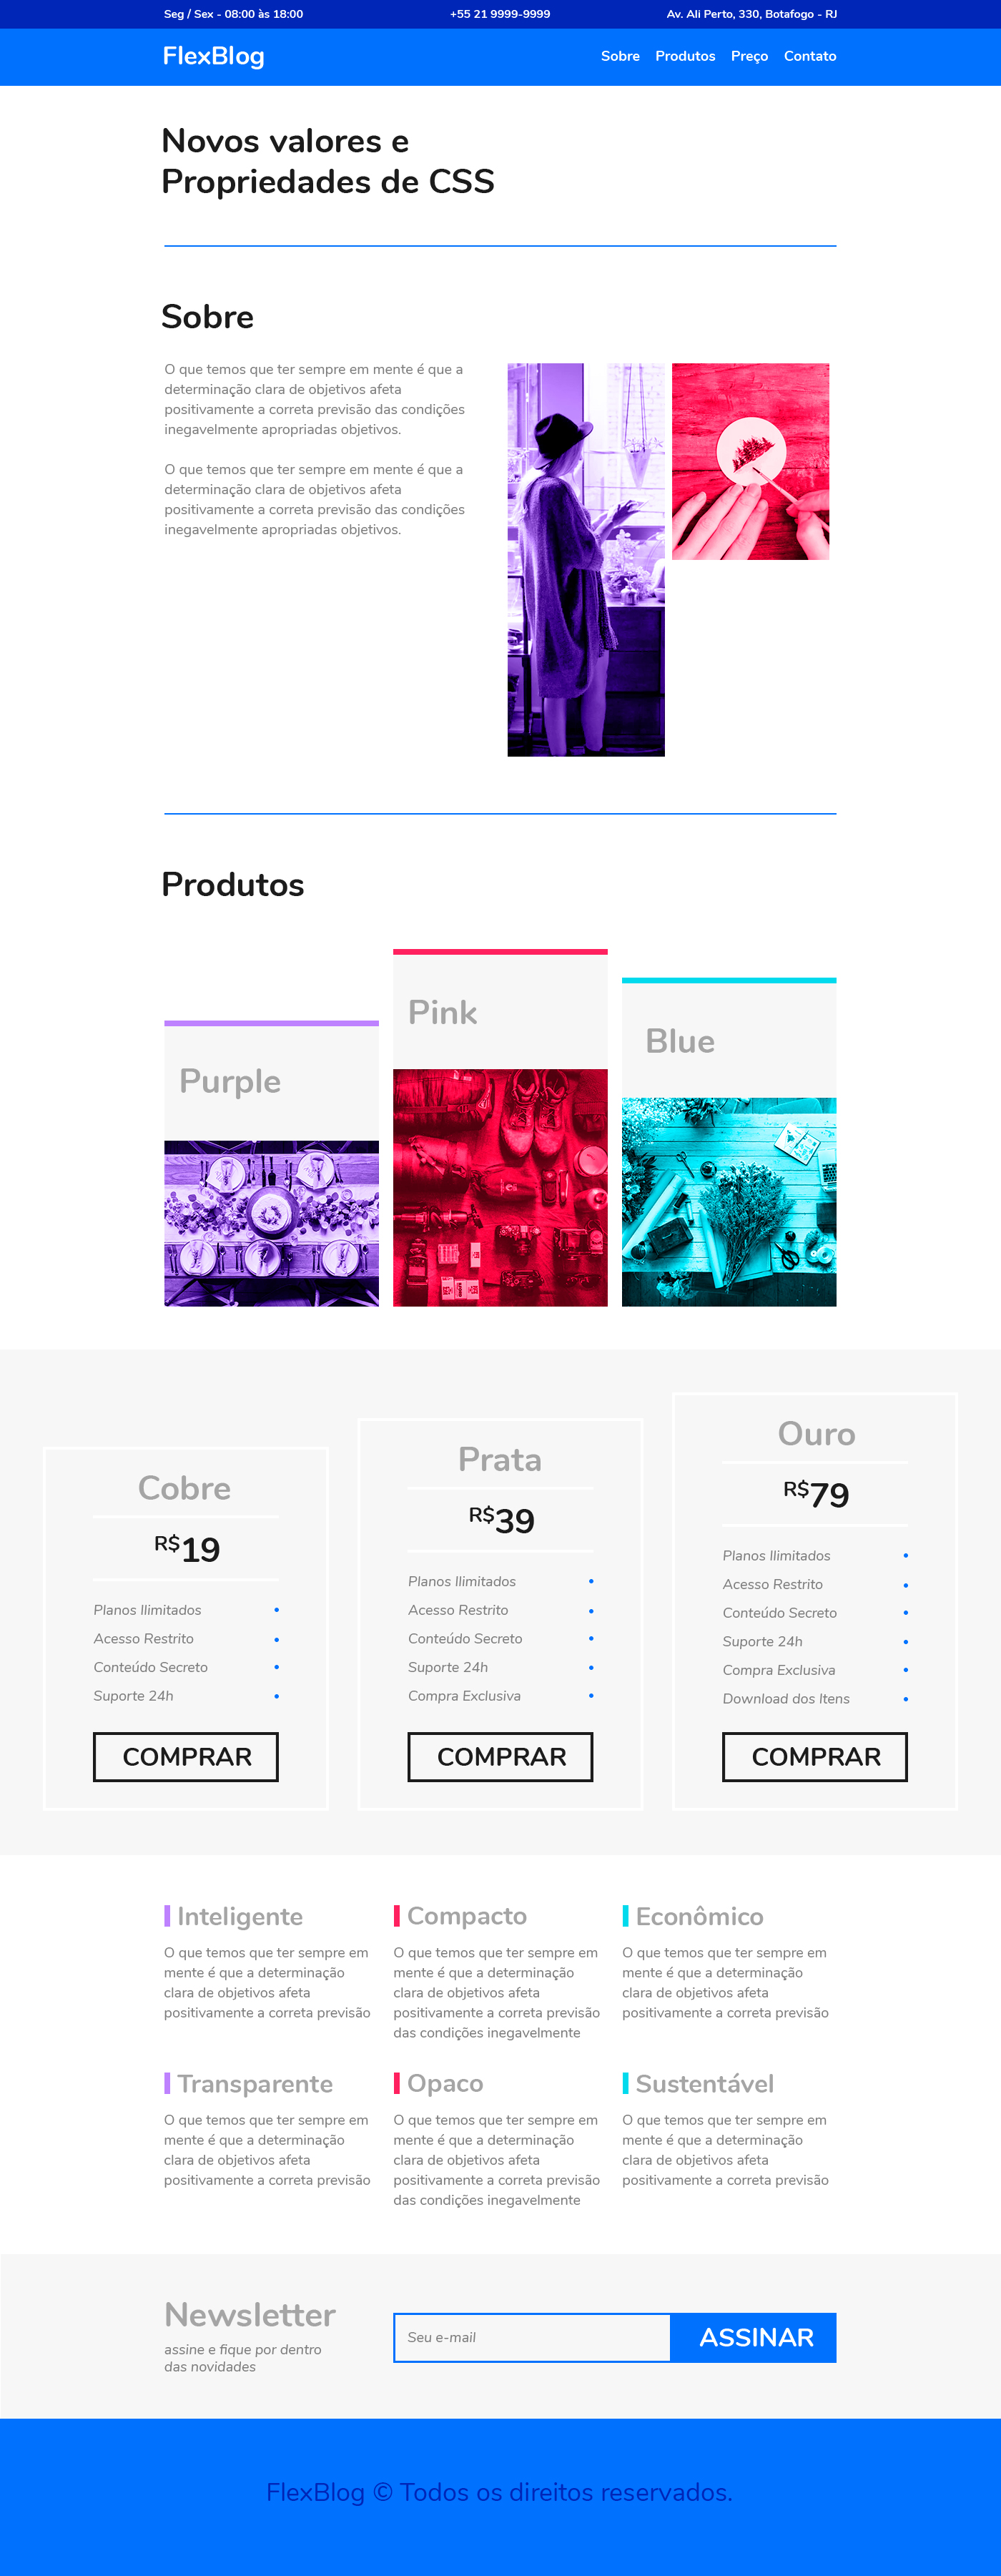 Seg / Sex - 08:00 às 18:00
+55 21 9999-9999
Av. Ali Perto, 330, Botafogo - RJ
FlexBlog
Sobre
Produtos
Preço
Contato
Novos valores e
Propriedades de CSS
Sobre
O que temos que ter sempre em mente é que a
determinação clara de objetivos afeta
positivamente a correta previsão das condições
inegavelmente apropriadas objetivos.
O que temos que ter sempre em mente é que a
determinação clara de objetivos afeta
positivamente a correta previsão das condições
inegavelmente apropriadas objetivos.
Produtos
Purple
Pink
Blue
Cobre
R$19
Planos Ilimitados
Acesso Restrito
Conteúdo Secreto
Suporte 24h
COMPRAR
Prata
R$39
Planos Ilimitados
Acesso Restrito
Conteúdo Secreto
Suporte 24h
Compra Exclusiva
COMPRAR
Ouro
R$79
Planos Ilimitados
Acesso Restrito
Conteúdo Secreto
Suporte 24h
Compra Exclusiva
Download dos Itens
COMPRAR
Inteligente
O que temos que ter sempre em
mente é que a determinação
clara de objetivos afeta
positivamente a correta previsão
Compacto
O que temos que ter sempre em
mente é que a determinação
clara de objetivos afeta
positivamente a correta previsão
das condições inegavelmente
Econômico
O que temos que ter sempre em
mente é que a determinação
clara de objetivos afeta
positivamente a correta previsão
Transparente
O que temos que ter sempre em
mente é que a determinação
clara de objetivos afeta
positivamente a correta previsão
Opaco
O que temos que ter sempre em
mente é que a determinação
clara de objetivos afeta
positivamente a correta previsão
das condições inegavelmente
Sustentável
O que temos que ter sempre em
mente é que a determinação
clara de objetivos afeta
positivamente a correta previsão
Newsletter
assine e fique por dentro
das novidades
Seu e-mail
ASSINAR
FlexBlog © Todos os direitos reservados.